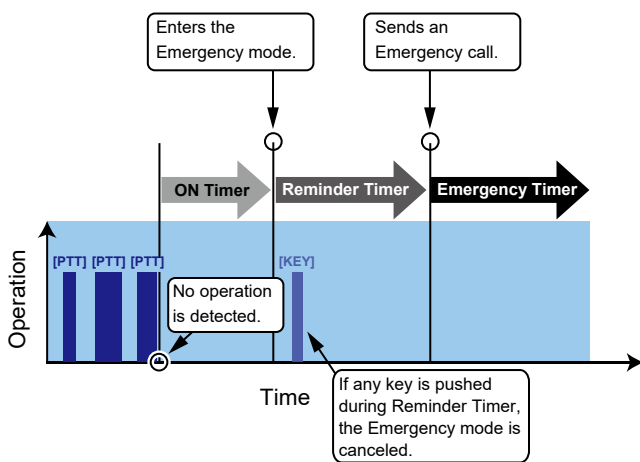 Enters the
Emergency mode.
Sends an
Emergency call.
ON Timer
Reminder Timer
Emergency Timer
[PTT]
[PTT]
[PTT]
[KEY]
No operation
is detected.
Operation
Time
If any key is pushed
during Reminder Timer,
the Emergency mode is
canceled.